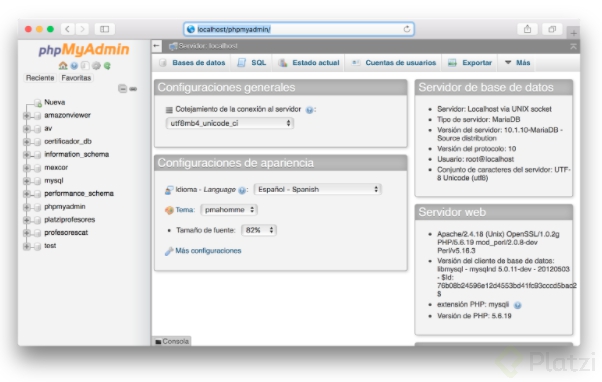 localhost/phpmyadmin/
phpMyAdmin
Reciente Favoritas
Nueva
amazonviewer
av
certificador_db
information_schema
mexcor
mysql
performance_schema
phpmyadmin
platziprofesores
profesorescat
test
Servidor: localhost
Bases de datos SQL Estado actual Cuentas de usuarios Exportar Más
Configuraciones generales
Cotejamiento de la conexión al servidor
utf8mb4_unicode_ci
Configuraciones de apariencia
Idioma - Language : Español - Spanish
Tema: pmahomme
Tamaño de fuente: 82%
Más configuraciones
Servidor de base de datos
Servidor: Localhost via UNIX socket
Tipo de servidor: MariaDB
Versión del servidor: 10.1.10-MariaDB -
Source distribution
Versión del protocolo: 10
Usuario: root@localhost
Conjunto de caracteres del servidor: UTF-
8 Unicode (utf8)
Servidor web
Apache/2.4.18 (Unix) OpenSSL/1.0.2g
PHP/5.6.19 mod_perl/2.0.8-dev
Perl/v5.16.3
Versión del cliente de base de datos:
libmysql - mysqlnd 5.0.11-dev - 20120503
- $Id:
76b08b24596e12d4553bd41fc93cccd5bac2
$
extensión PHP: mysqli
Versión de PHP: 5.6.19
Consola
Platzi